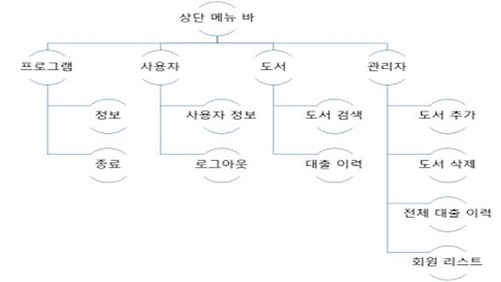 상단 메뉴 바
프로그램 사용자 도서 관리자
정보 사용자 정보 도서 검색 도서 추가
종료 로그아웃 대출 이력 도서 삭제
전체 대출 이력
회원 리스트